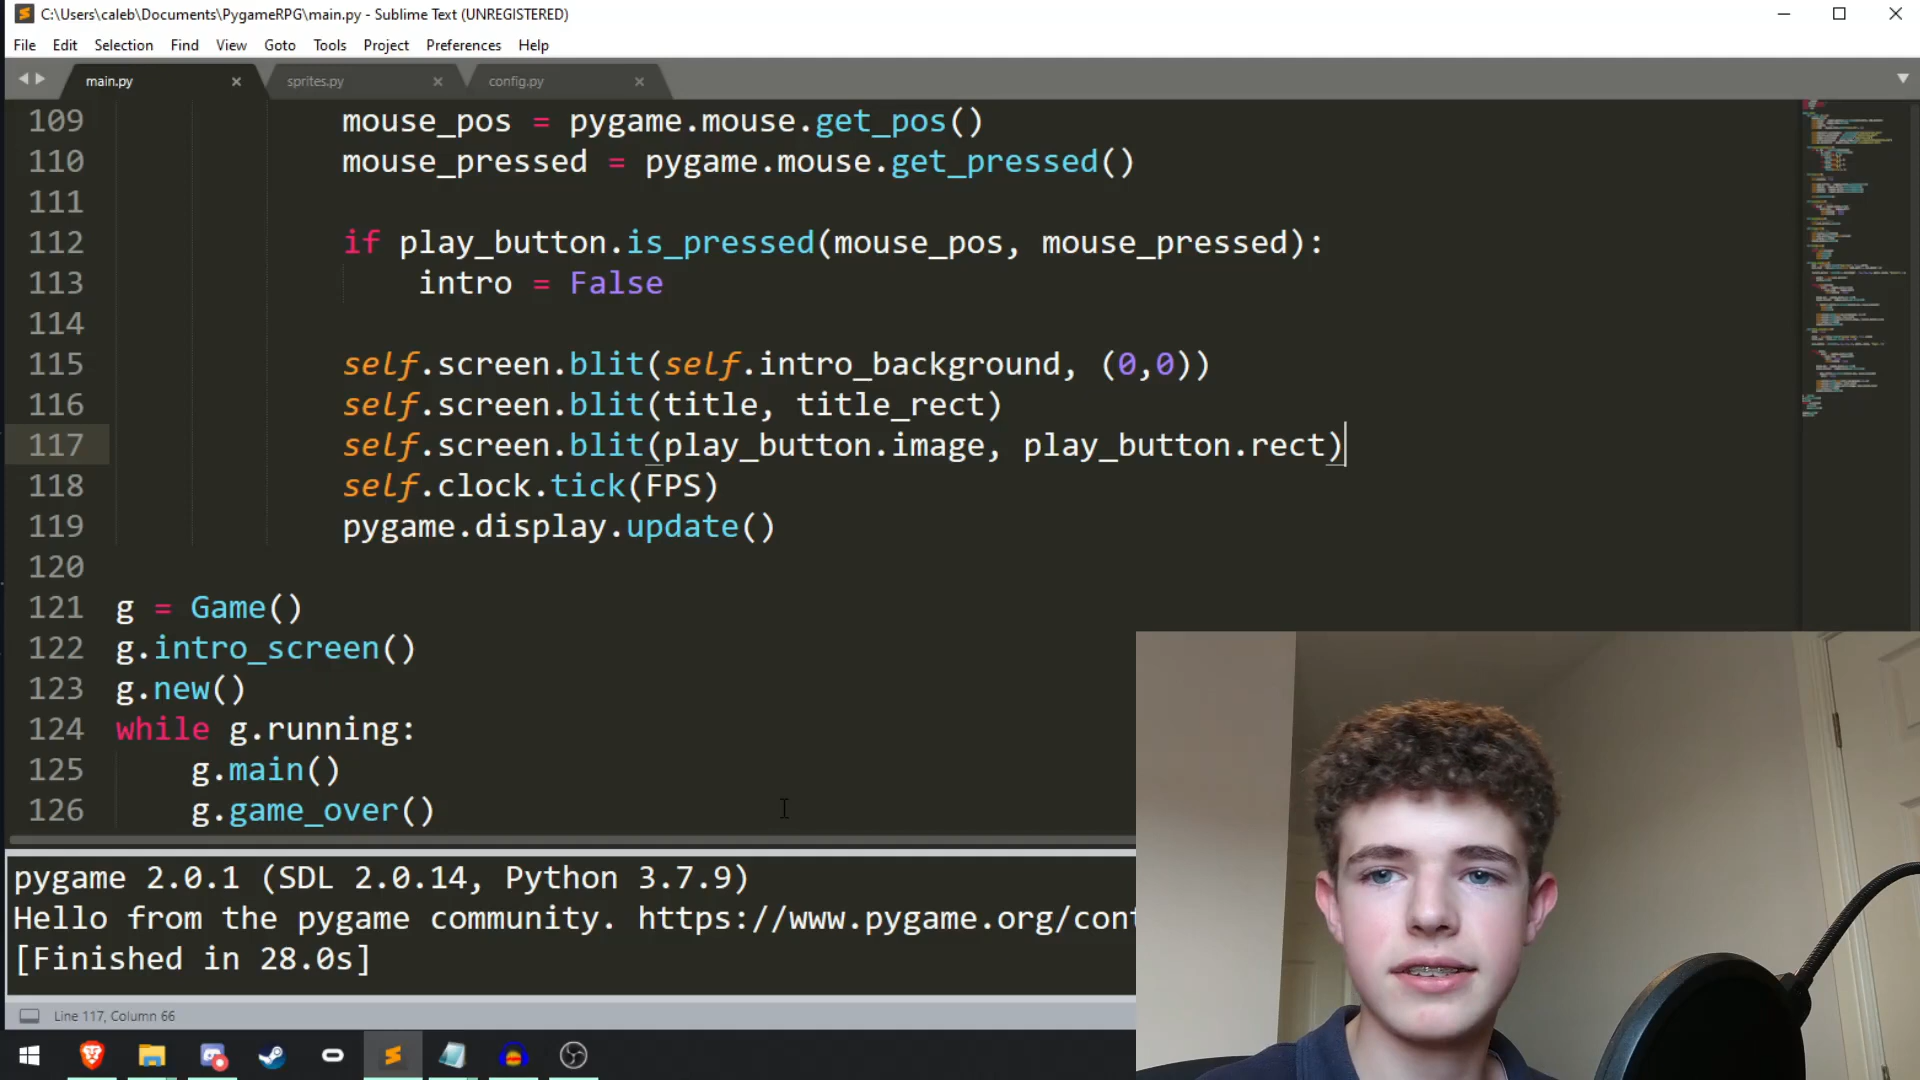 C:\Users\caleb\Documents\PygameRPG\main.py - Sublime Text (UNREGISTERED)
File Edit Selection Find View Goto Tools Project Preferences Help
main.py sprites.py config.py
109 mouse_pos = pygame.mouse.get_pos()
110 mouse_pressed = pygame.mouse.get_pressed()
111
112 if play_button.is_pressed(mouse_pos, mouse_pressed):
113 intro = False
114
115 self.screen.blit(self.intro_background, (0,0))
116 self.screen.blit(title, title_rect)
117 self.screen.blit(play_button.image, play_button.rect)
118 self.clock.tick(FPS)
119 pygame.display.update()
120
121 g = Game()
122 g.intro_screen()
123 g.new()
124 while g.running:
125 g.main()
126 g.game_over()
pygame 2.0.1 (SDL 2.0.14, Python 3.7.9)
Hello from the pygame community. https://www.pygame.org/cont
[Finished in 28.0s]
Line 117, Column 66